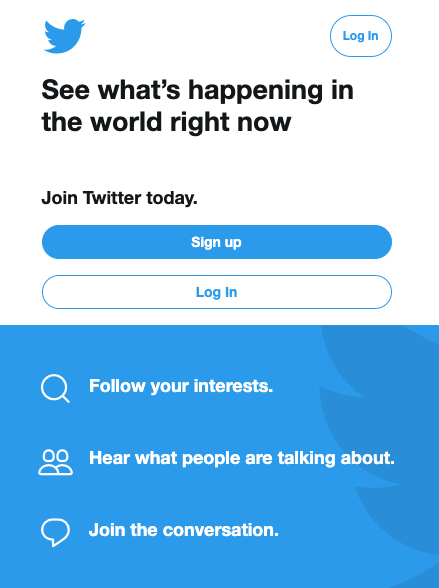 Log In
See what’s happening in
the world right now
Join Twitter today.
Sign up
Log In
Follow your interests.
Hear what people are talking about.
Join the conversation.